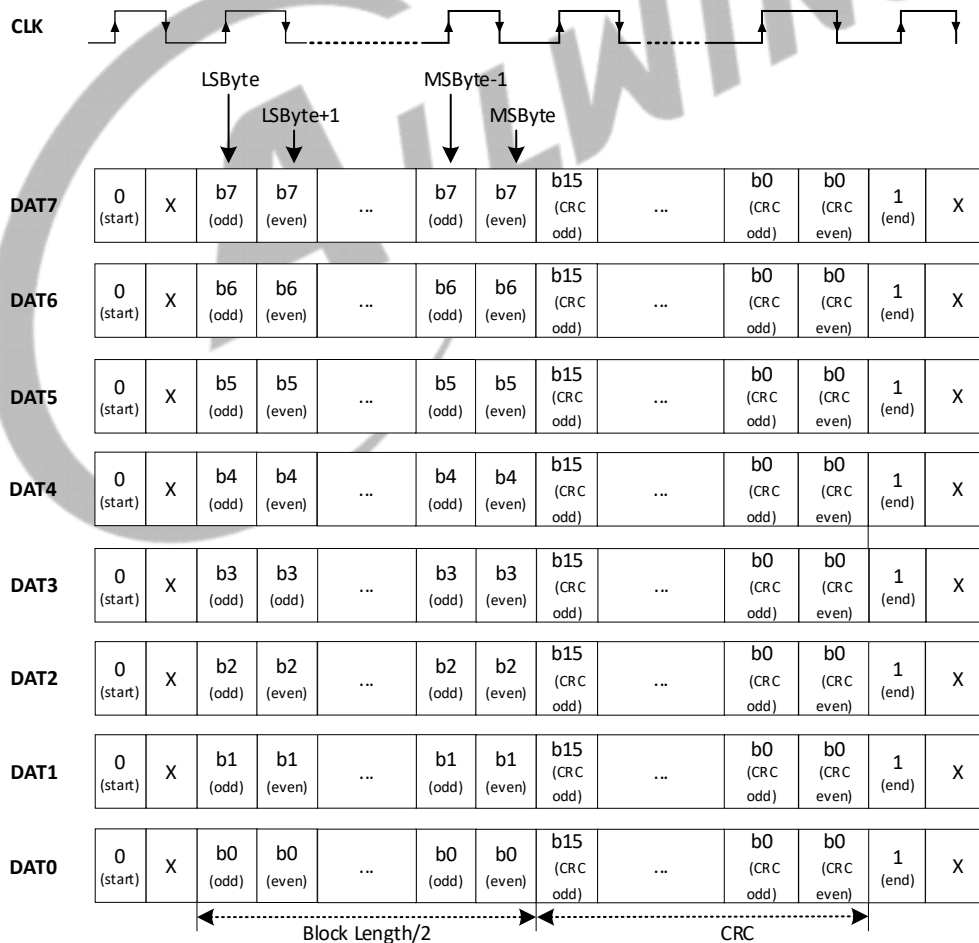 CLK
LSByte
MSByte-1
LSByte+1
MSByte
DAT7
0 X b7 b7 ... b7 b7 b15 ... b0 b0 1 X
(start) (odd) (even) (odd) (even) (CRC (CRC (CRC (end)
odd) odd) even)
DAT6
0 X b6 b6 ... b6 b6 b15 ... b0 b0 1 X
(start) (odd) (even) (odd) (even) (CRC (CRC (CRC (end)
odd) odd) even)
DAT5
0 X b5 b5 ... b5 b5 b15 ... b0 b0 1 X
(start) (odd) (even) (odd) (even) (CRC (CRC (CRC (end)
odd) odd) even)
DAT4
0 X b4 b4 ... b4 b4 b15 ... b0 b0 1 X
(start) (odd) (even) (odd) (even) (CRC (CRC (CRC (end)
odd) odd) even)
DAT3
0 X b3 b3 ... b3 b3 b15 ... b0 b0 1 X
(start) (odd) (odd) (odd) (even) (CRC (CRC (CRC (end)
odd) odd) even)
DAT2
0 X b2 b2 ... b2 b2 b15 ... b0 b0 1 X
(start) (odd) (even) (odd) (even) (CRC (CRC (CRC (end)
odd) odd) even)
DAT1
0 X b1 b1 ... b1 b1 b15 ... b0 b0 1 X
(start) (odd) (even) (odd) (even) (CRC (CRC (CRC (end)
odd) odd) even)
DAT0
0 X b0 b0 ... b0 b0 b15 ... b0 b0 1 X
(start) (odd) (even) (odd) (even) (CRC (CRC (CRC (end)
odd) odd) even)
Block Length/2 CRC